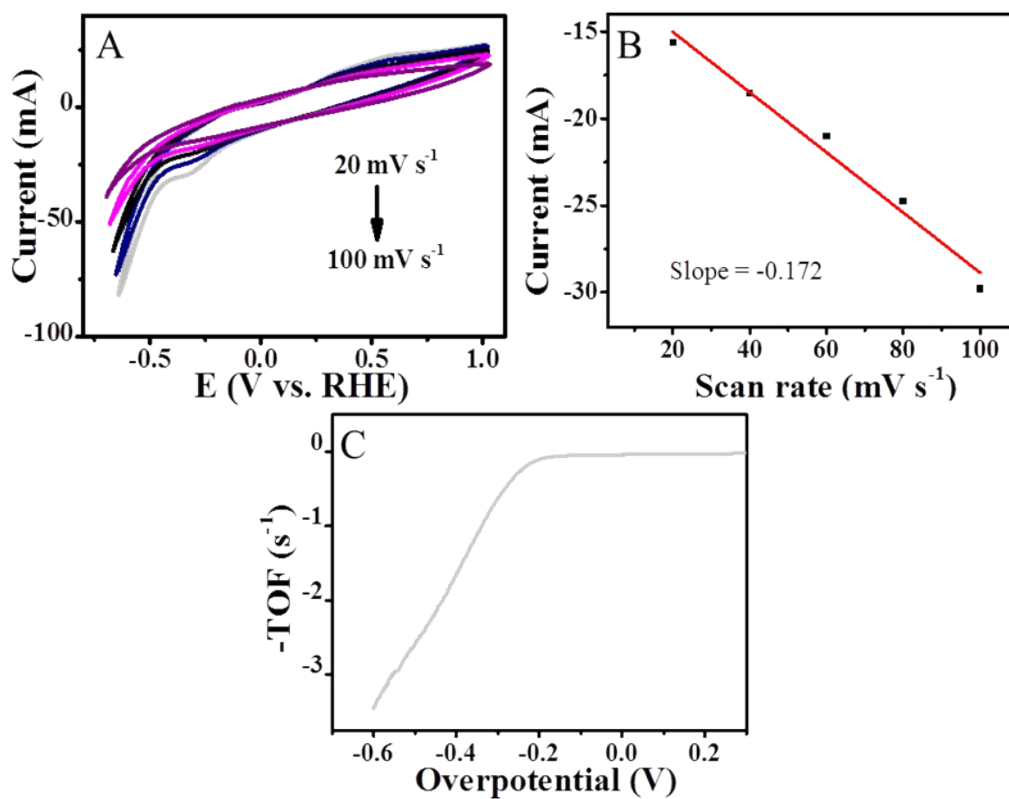 A
Current (mA)
0
-50
-100
20 mV s⁻¹
100 mV s⁻¹
-0.5
0.0
0.5
1.0
E (V vs. RHE)
B
Current (mA)
-15
-20
-25
-30
Slope = -0.172
20
40
60
80
100
Scan rate (mV s⁻¹)
C
-TOF (s⁻¹)
0
-1
-2
-3
-0.6
-0.4
-0.2
0.0
0.2
Overpotential (V)